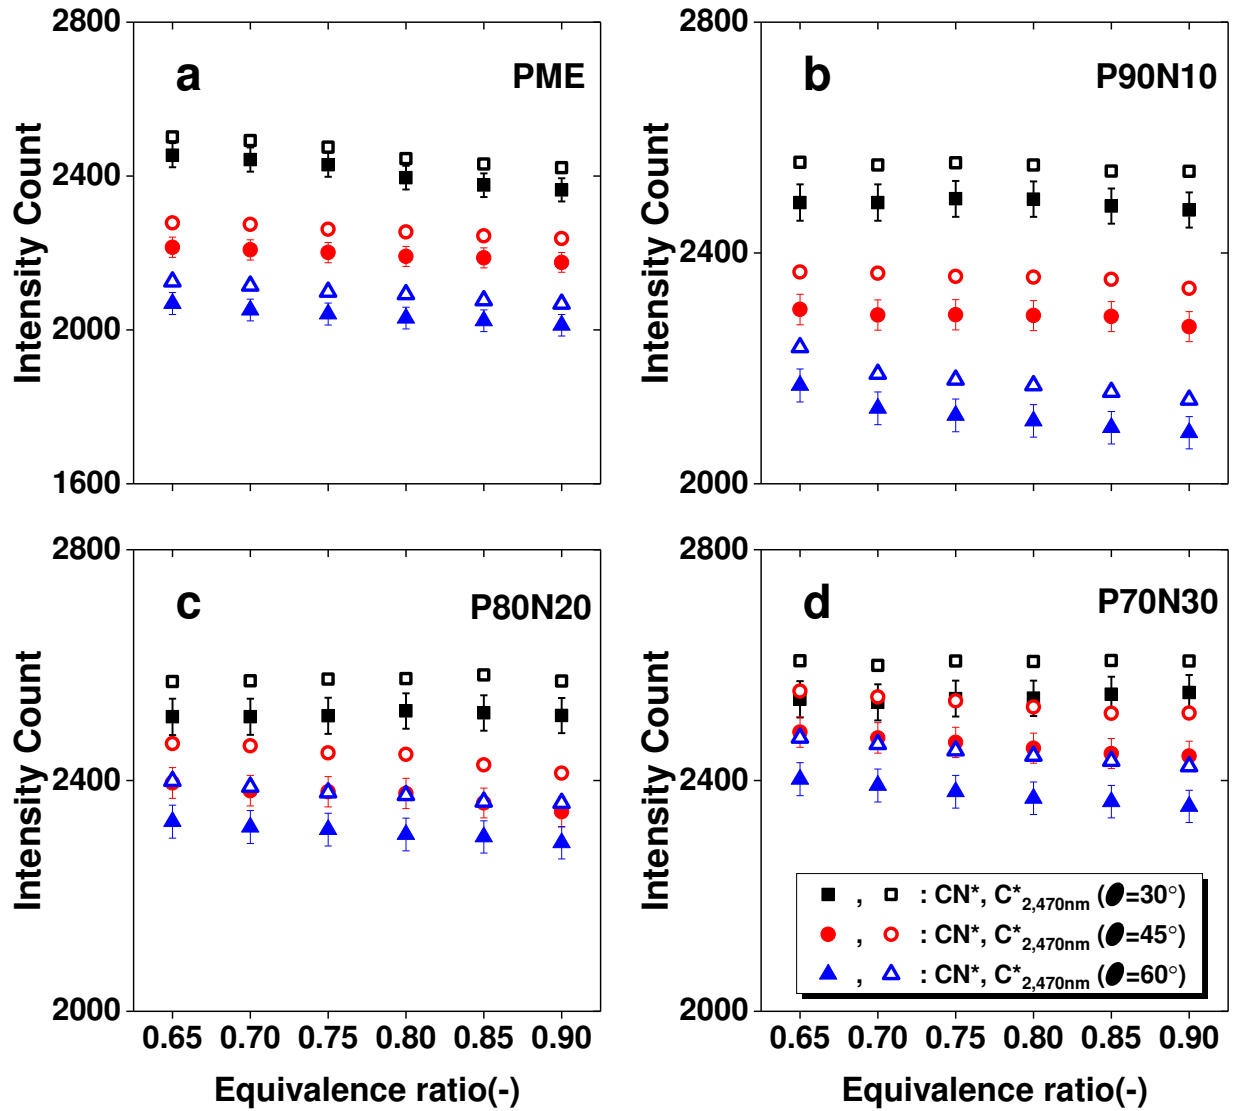 a
PME
Intensity Count
2800
2400
2000
1600
b
P90N10
Intensity Count
2800
2400
2000
c
P80N20
Intensity Count
2800
2400
2000
0.65 0.70 0.75 0.80 0.85 0.90
Equivalence ratio(-)
d
P70N30
Intensity Count
2800
2400
2000
, : CN*, C*2,470nm (=30°)
, : CN*, C*2,470nm (=45°)
, : CN*, C*2,470nm (=60°)
0.65 0.70 0.75 0.80 0.85 0.90
Equivalence ratio(-)